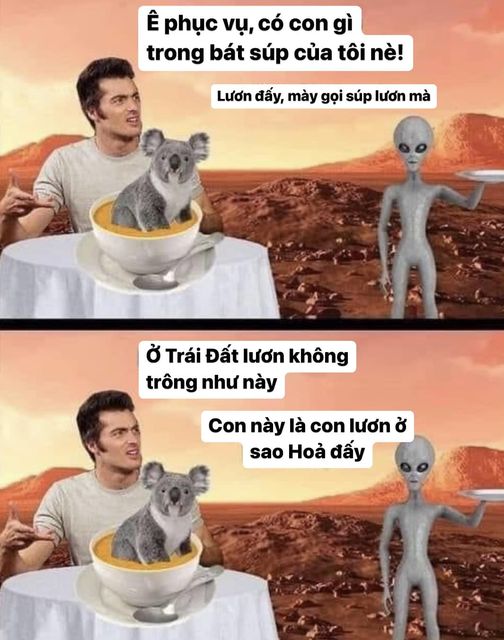 Ê phục vụ, có con gì
trong bát súp của tôi nè!
Lươn đấy, mày gọi súp lươn mà
Ở Trái Đất lươn không
trông như này
Con này là con lươn ở
sao Hoả đấy